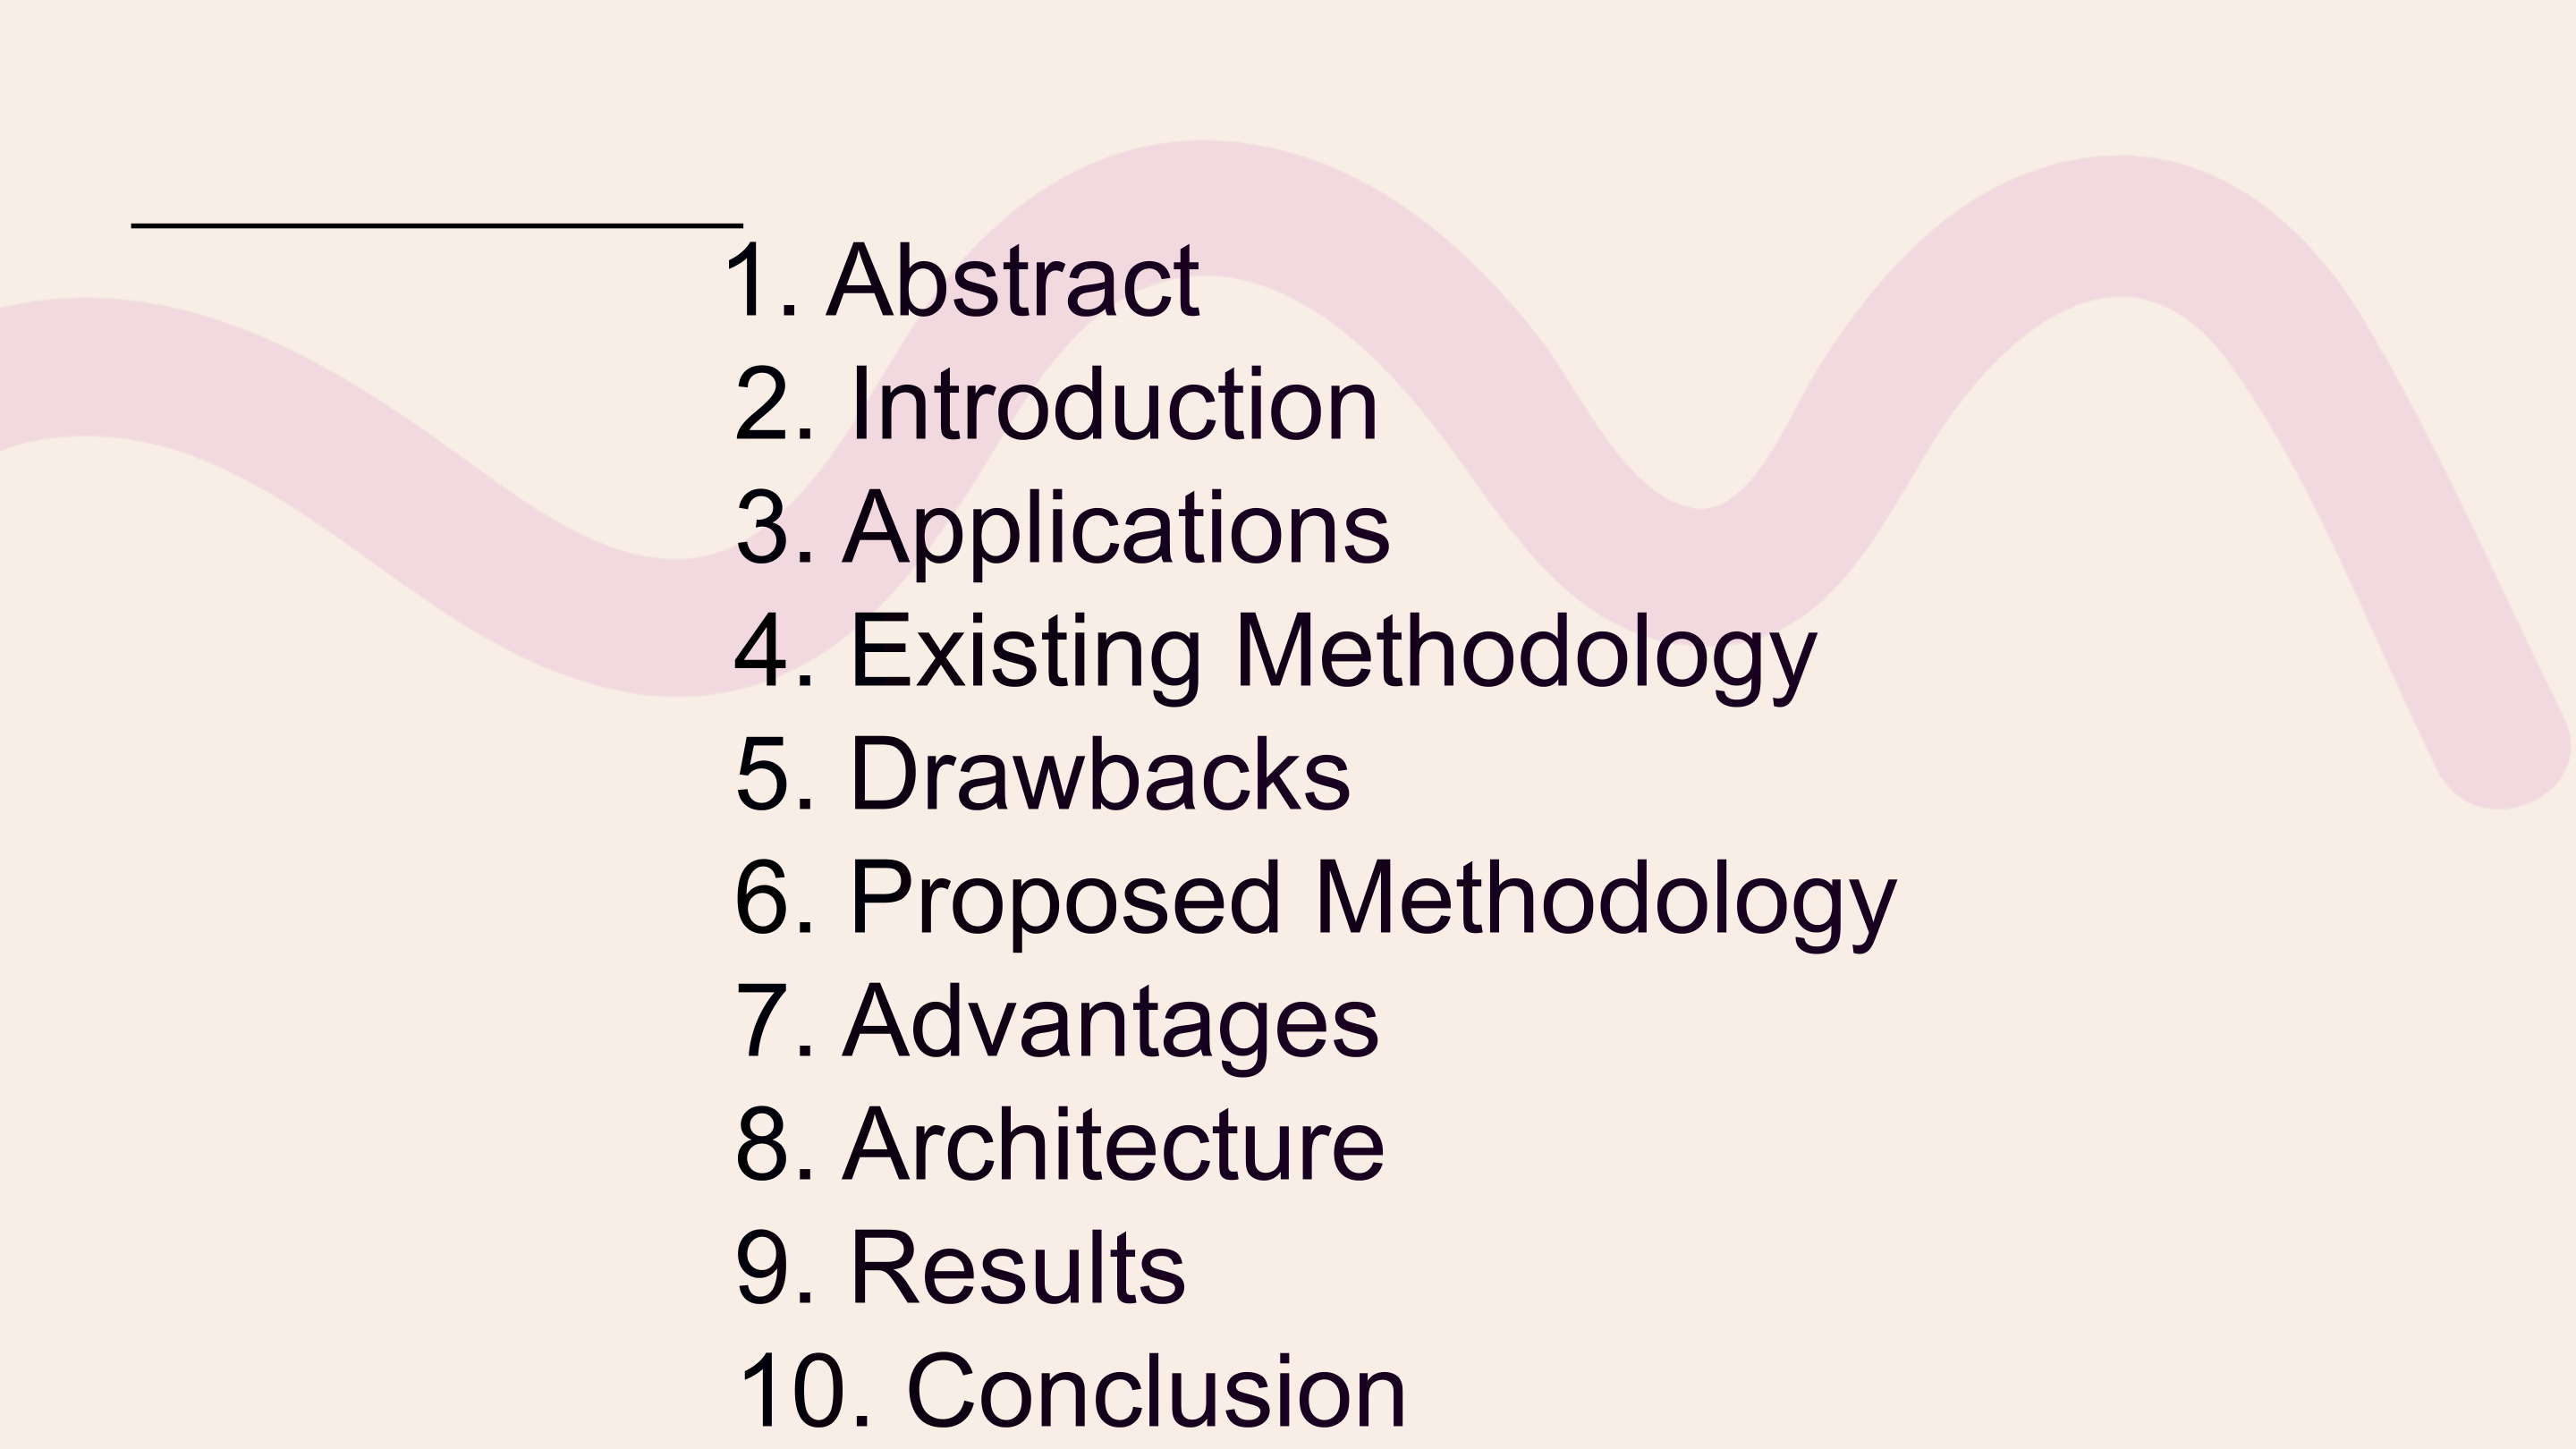 1. Abstract
2. Introduction
3. Applications
4. Existing Methodology
5. Drawbacks
6. Proposed Methodology
7. Advantages
8. Architecture
9. Results
10. Conclusion